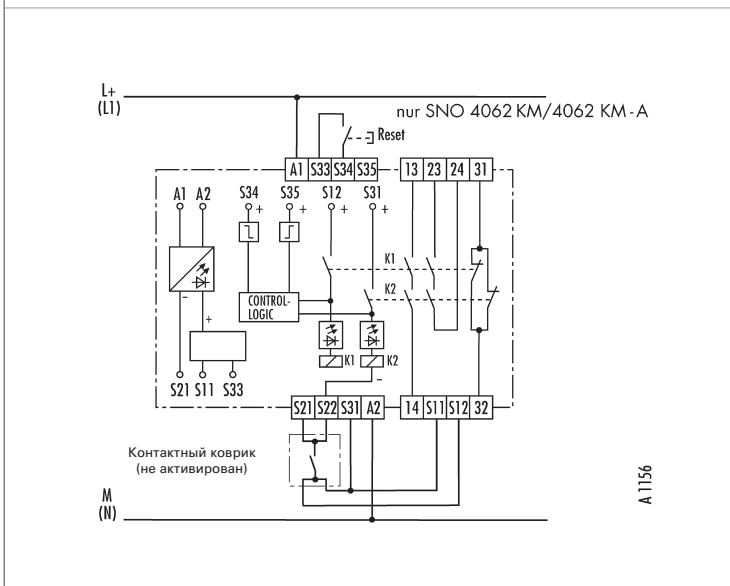 L+
(L1)
nur SNO 4062 KM/4062 KM-A
Reset
A1 S33 S34 S35 13 23 24 31
A1 A2 S34 S35 S12 S31
+ + + +
K1
K2
CONTROL-
LOGIC
− +
K1 K2
S21 S11 S33
−
S21 S22 S31 A2 14 S11 S12 32
Контактный коврик
(не активирован)
M
(N)
A 1156